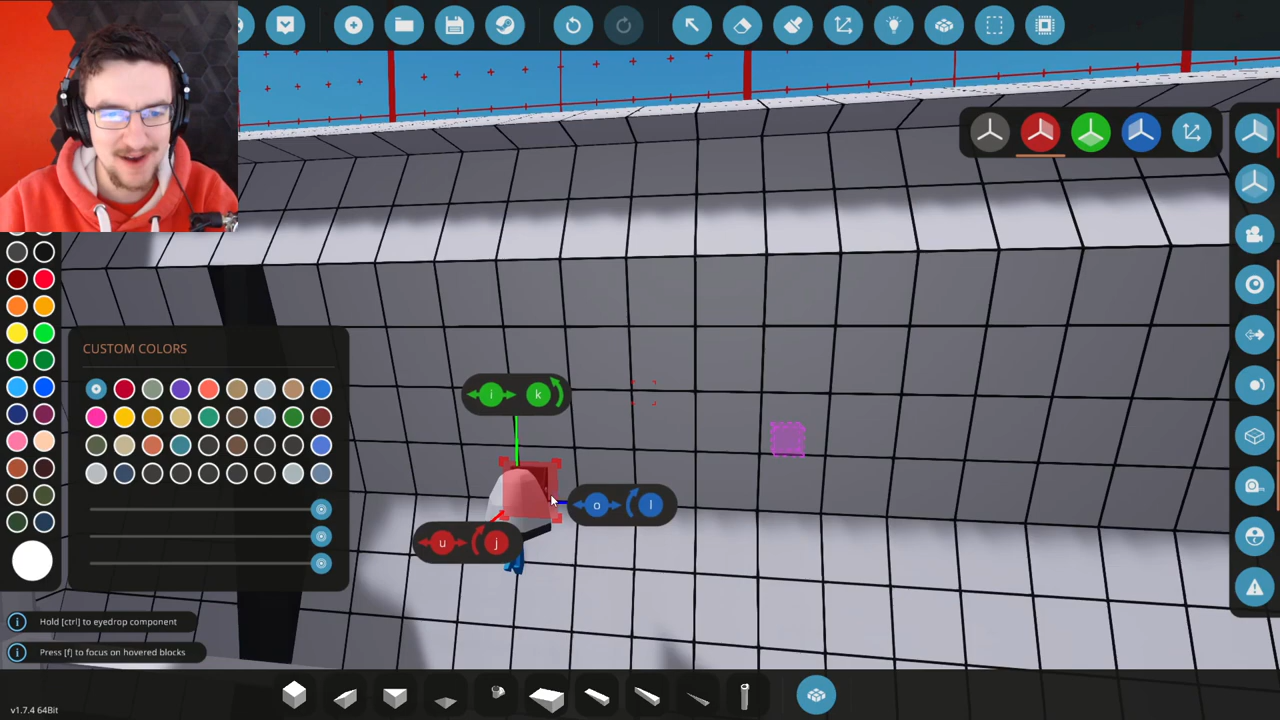 CUSTOM COLORS
i k
o l
u j
Hold [ctrl] to eyedrop component
Press [f] to focus on hovered blocks
v1.7.4 64Bit